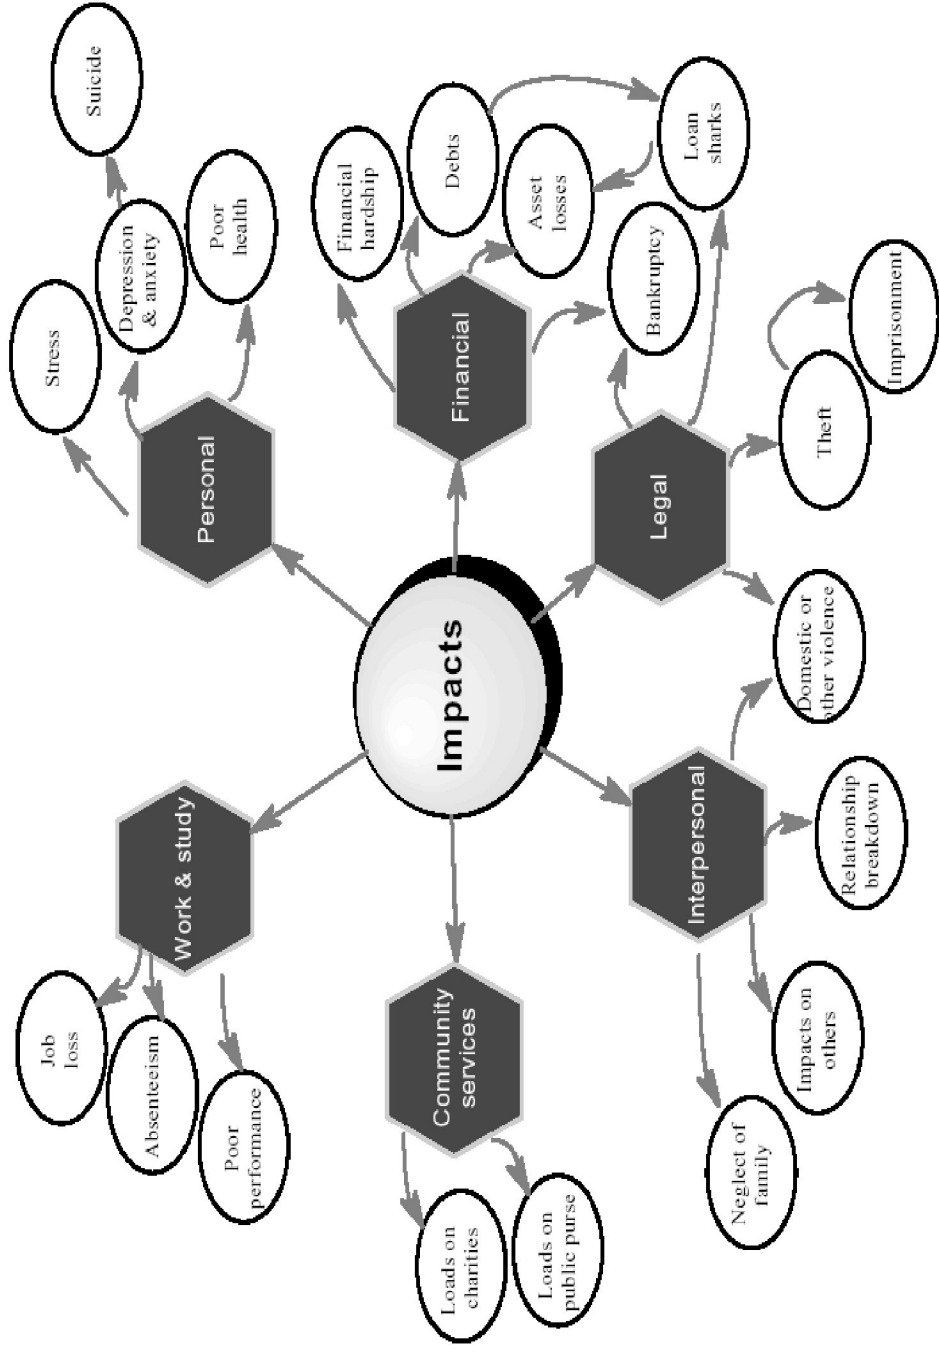 Impacts
Work & study
Job
loss
Absenteeism
Poor
performance
Personal
Stress
Depression
& anxiety
Suicide
Poor
health
Financial
Financial
hardship
Debts
Asset
losses
Bankruptcy
Loan
sharks
Legal
Theft
Imprisonment
Domestic or
other violence
Interpersonal
Relationship
breakdown
Impacts on
others
Neglect of
family
Community
services
Loads on
charities
Loads on
public purse